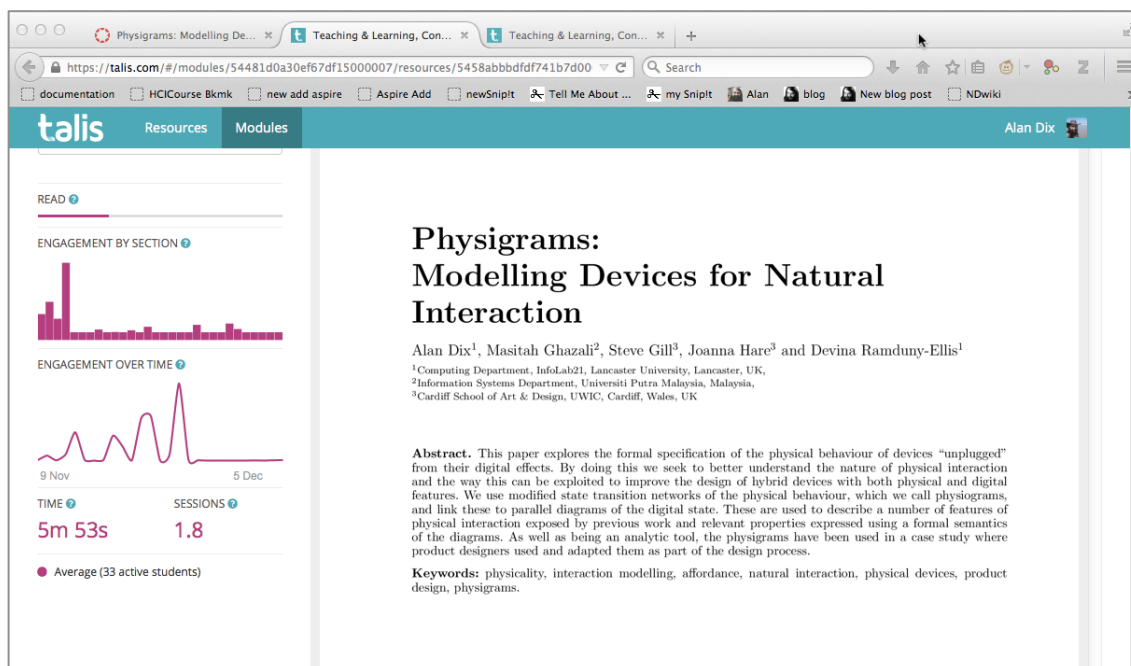 Physigrams: Modelling De...
Teaching & Learning, Con...
Teaching & Learning, Con...
https://talis.com/#/modules/54481d0a30ef67df15000007/resources/5458abbbdfdf741b7d00
Search
documentation HCICourse Bkmk new add aspire Aspire Add newSnip!t Tell Me About ... my Snip!t Alan blog New blog post NDwiki
talis Resources Modules Alan Dix
READ
ENGAGEMENT BY SECTION
ENGAGEMENT OVER TIME
9 Nov 5 Dec
TIME SESSIONS
5m 53s 1.8
Average (33 active students)
Physigrams:
Modelling Devices for Natural
Interaction
Alan Dix1, Masitah Ghazali2, Steve Gill3, Joanna Hare3 and Devina Ramduny-Ellis1
1Computing Department, InfoLab21, Lancaster University, Lancaster, UK,
2Information Systems Department, Universiti Putra Malaysia, Malaysia,
3Cardiff School of Art & Design, UWIC, Cardiff, Wales, UK
Abstract. This paper explores the formal specification of the physical behaviour of devices “unplugged”
from their digital effects. By doing this we seek to better understand the nature of physical interaction
and the way this can be exploited to improve the design of hybrid devices with both physical and digital
features. We use modified state transition networks of the physical behaviour, which we call physiograms,
and link these to parallel diagrams of the digital state. These are used to describe a number of features of
physical interaction exposed by previous work and relevant properties expressed using a formal semantics
of the diagrams. As well as being an analytic tool, the physigrams have been used in a case study where
product designers used and adapted them as part of the design process.
Keywords: physicality, interaction modelling, affordance, natural interaction, physical devices, product
design, physigrams.